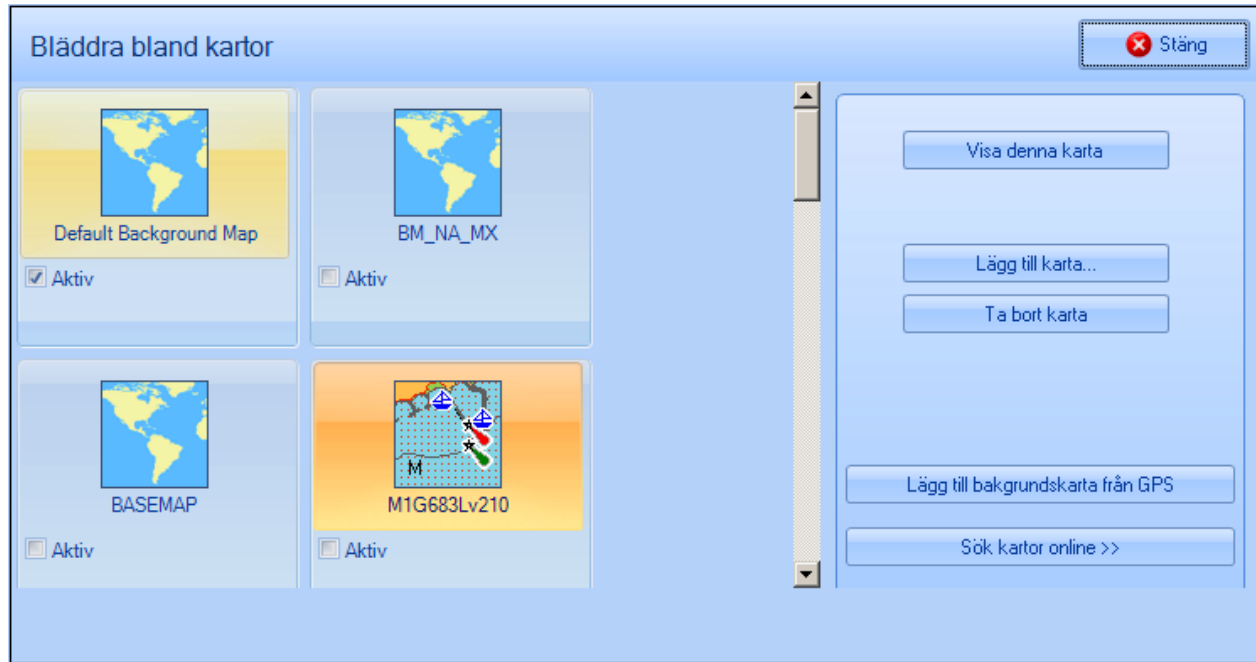 Bläddra bland kartor
Stäng
Default Background Map
BM_NA_MX
Aktiv
Aktiv
BASEMAP
M
M1G683Lv210
Aktiv
Aktiv
Visa denna karta
Lägg till karta...
Ta bort karta
Lägg till bakgrundskarta från GPS
Sök kartor online >>